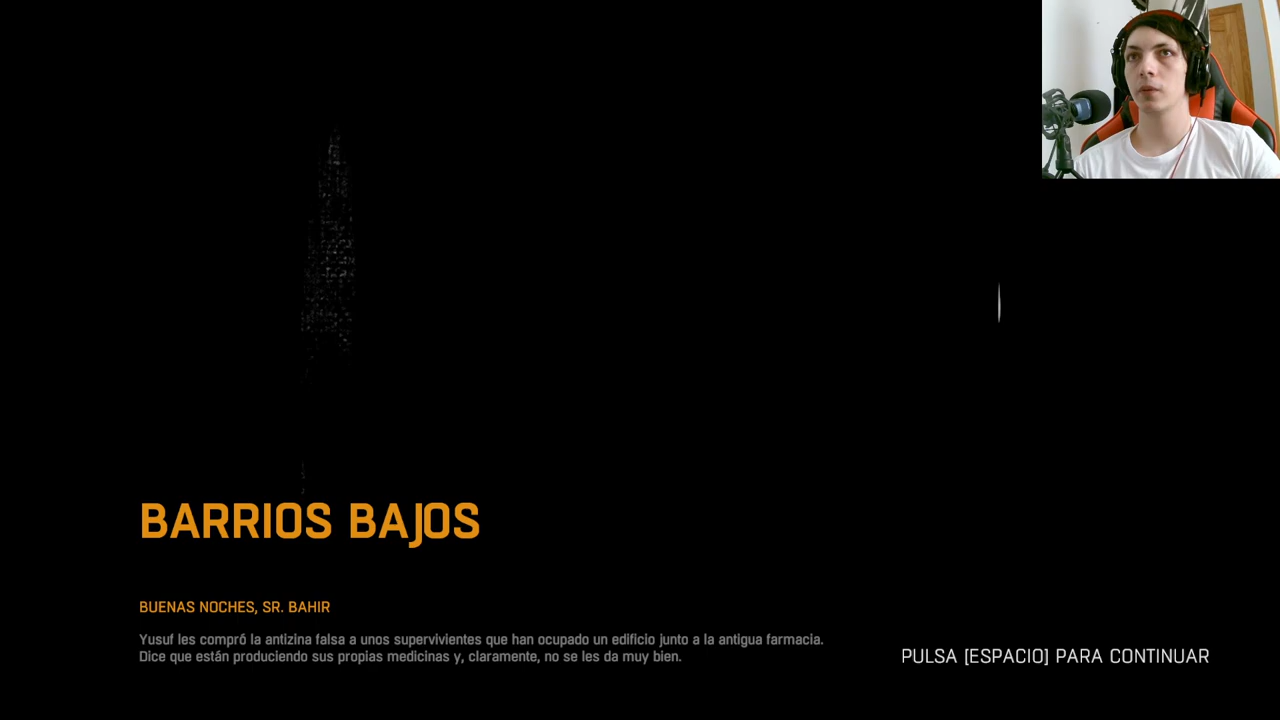 BARRIOS BAJOS
BUENAS NOCHES, SR. BAHIR
Yusuf les compró la antizina falsa a unos supervivientes que han ocupado un edificio junto a la antigua farmacia.
Dice que están produciendo sus propias medicinas y, claramente, no se les da muy bien.
PULSA [ESPACIO] PARA CONTINUAR